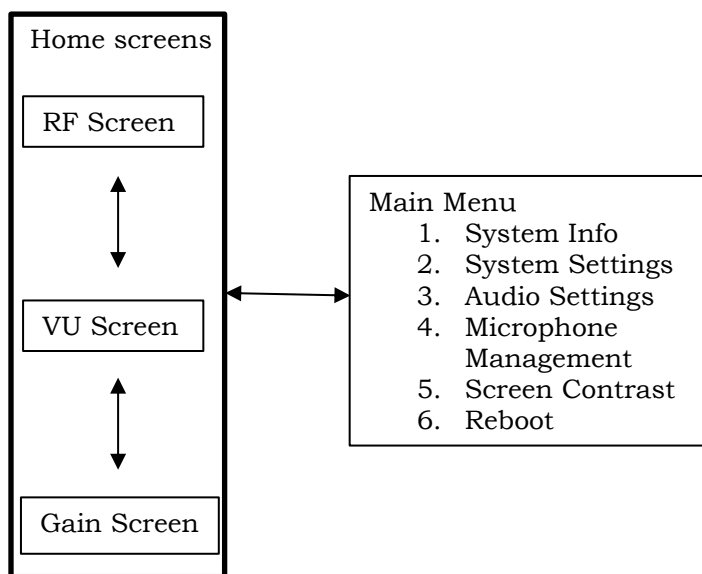 Home screens
RF Screen
VU Screen
Gain Screen
Main Menu
1. System Info
2. System Settings
3. Audio Settings
4. Microphone
Management
5. Screen Contrast
6. Reboot